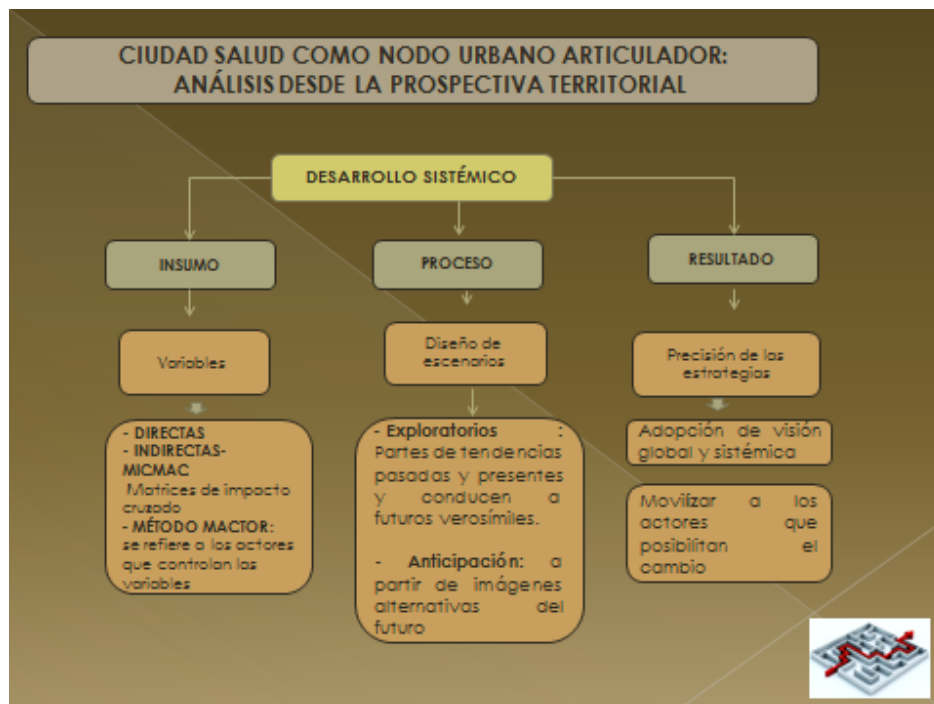 CIUDAD SALUD COMO NODO URBANO ARTICULADOR:
ANÁLISIS DESDE LA PROSPECTIVA TERRITORIAL
DESARROLLO SISTÉMICO
INSUMO
PROCESO
RESULTADO
Variables
Diseño de
escenarios
Precisión de las
estrategias
- DIRECTAS
- INDIRECTAS-
MICMAC
Matrices de impacto
cruzado
- MÉTODO MACTOR:
se refiere a los actores
que controlan las
variables
- Exploratorios :
Partes de tendencias
pasadas y presentes
y conducen a
futuros verosímiles.
- Anticipación: a
partir de imágenes
alternativas del
futuro
Adopción de visión
global y sistémica
Movilizar a los
actores que
posibilitan el
cambio